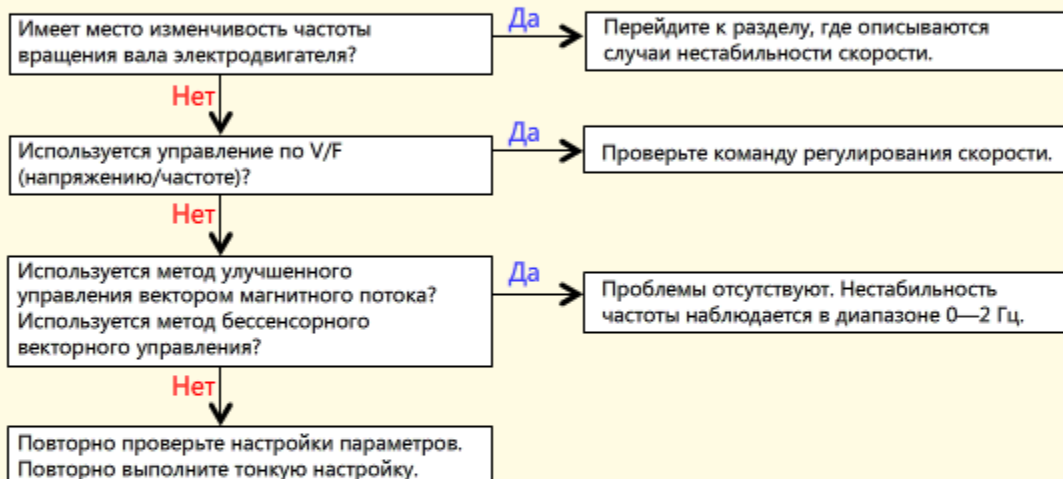 Имеет место изменчивость частоты
вращения вала электродвигателя?
Да
Перейдите к разделу, где описываются
случаи нестабильности скорости.
Нет
Используется управление по V/F
(напряжению/частоте)?
Да
Проверьте команду регулирования скорости.
Нет
Используется метод улучшенного
управления вектором магнитного потока?
Используется метод бессенсорного
векторного управления?
Да
Проблемы отсутствуют. Нестабильность
частоты наблюдается в диапазоне 0—2 Гц.
Нет
Повторно проверьте настройки параметров.
Повторно выполните тонкую настройку.